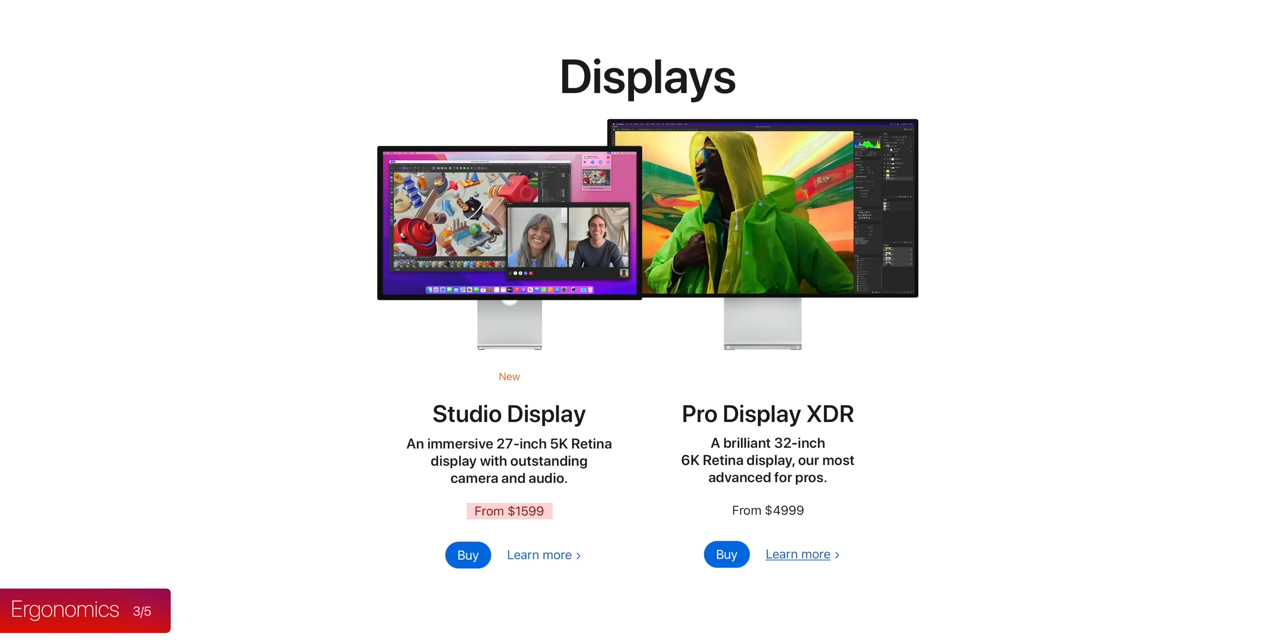 Displays
New
Studio Display
An immersive 27-inch 5K Retina
display with outstanding
camera and audio.
From $1599
Buy Learn more >
Pro Display XDR
A brilliant 32-inch
6K Retina display, our most
advanced for pros.
From $4999
Buy Learn more >
Ergonomics 3/5